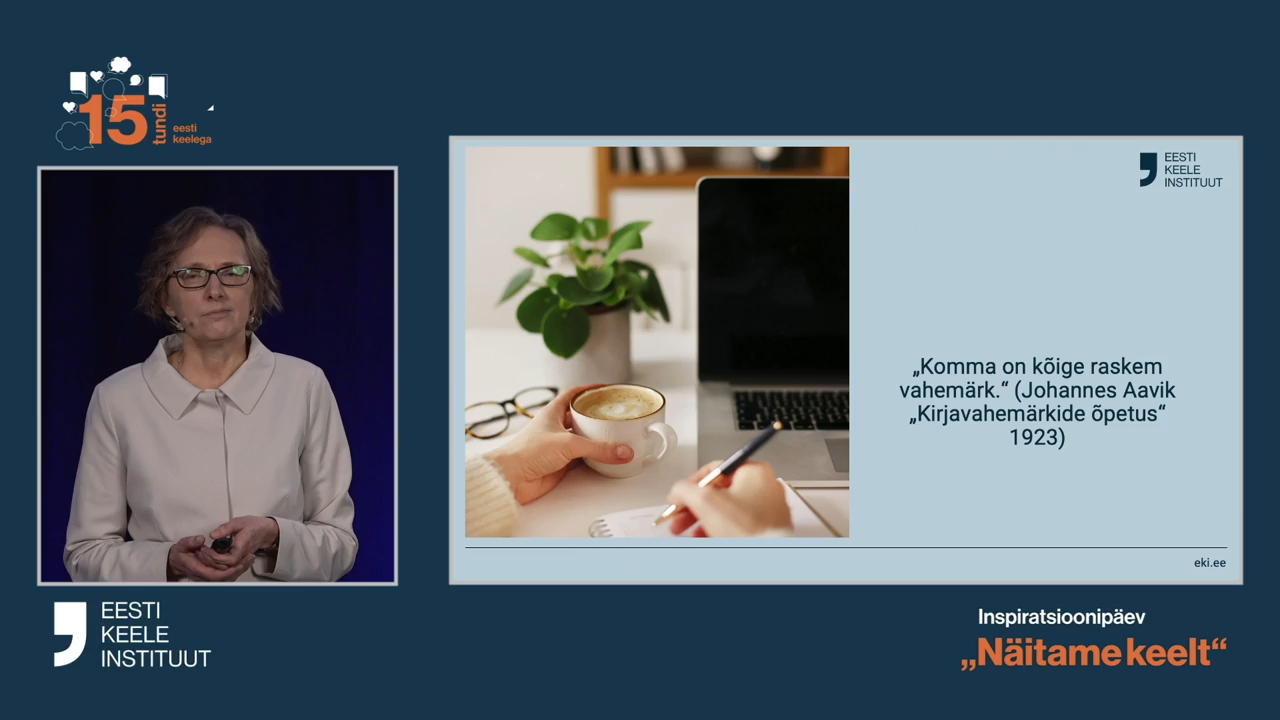 15
tundi
eesti
keelega
EESTI
KEELE
INSTITUUT
„Komma on kõige raskem
vahemärk.“ (Johannes Aavik
„Kirjavahemärkide õpetus“
1923)
eki.ee
EESTI
KEELE
INSTITUUT
Inspiratsioonipäev
„Näitame keelt“